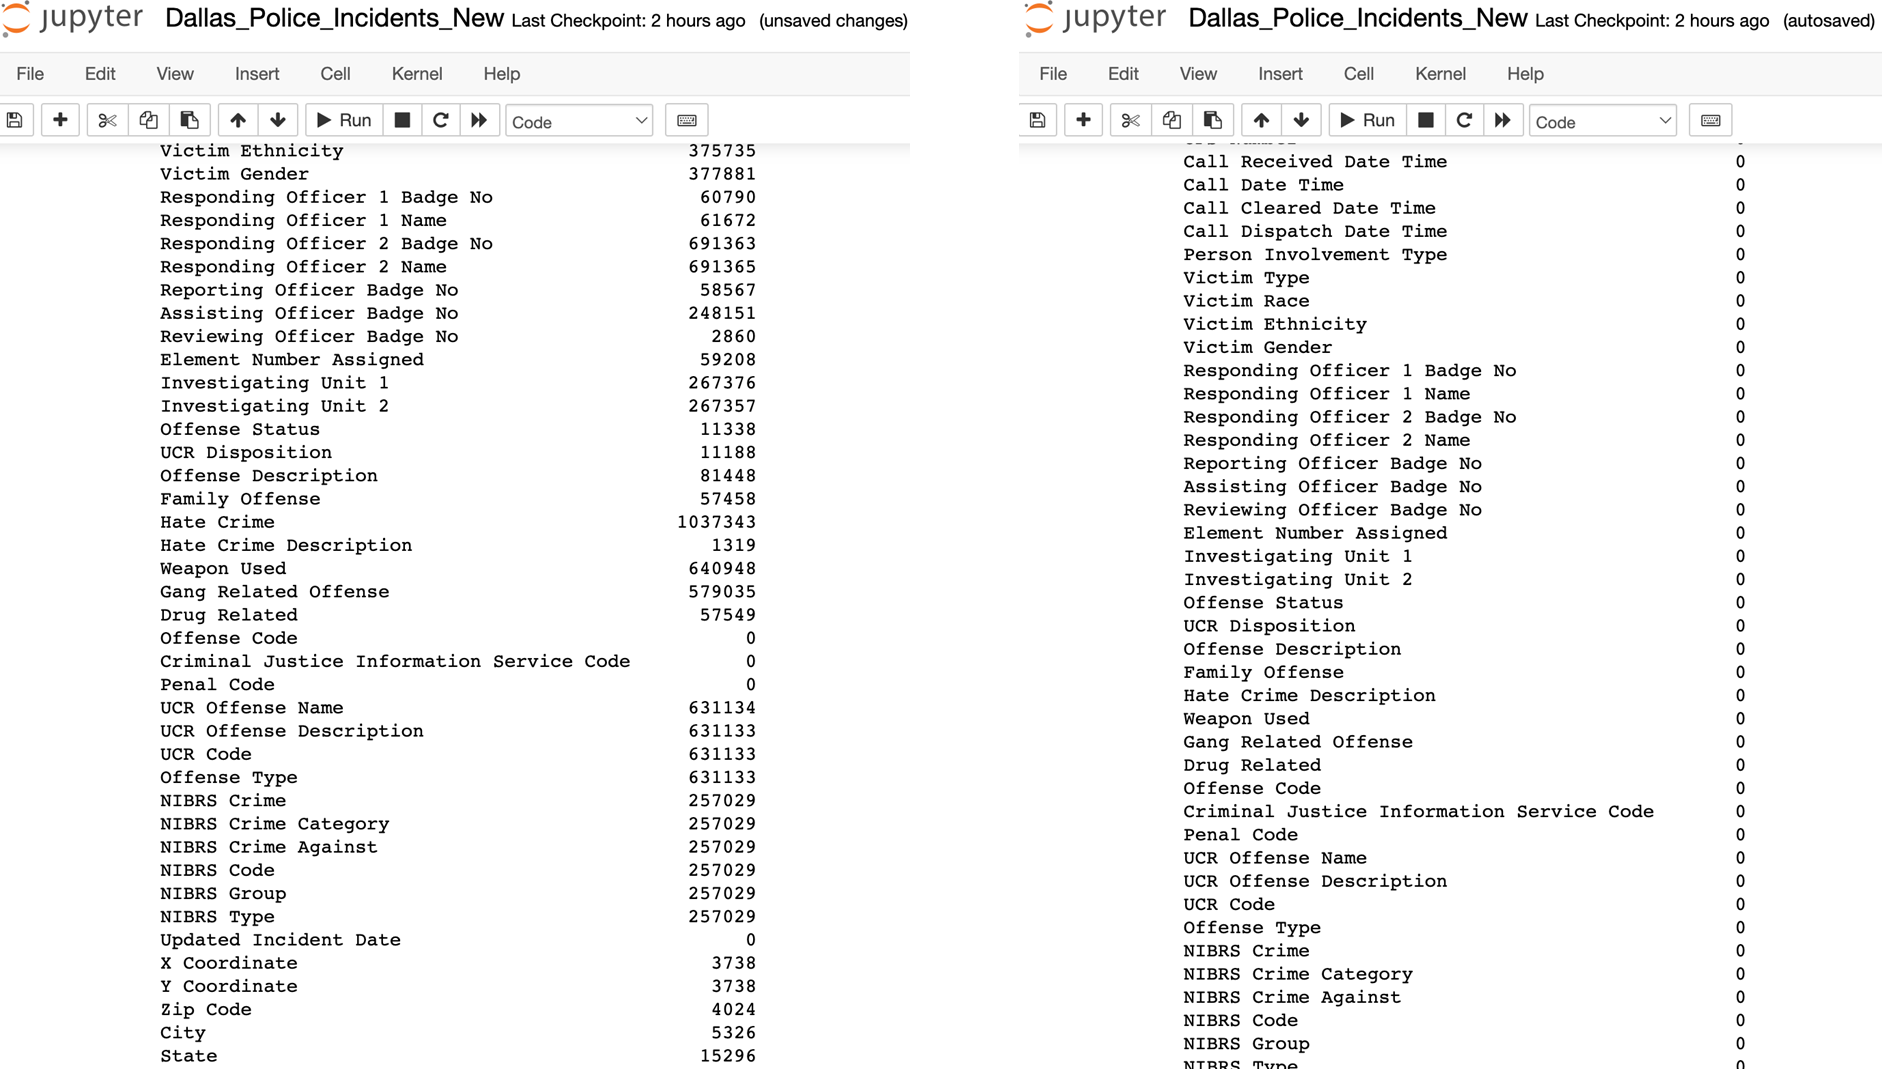 jupyter Dallas_Police_Incidents_New Last Checkpoint: 2 hours ago (unsaved changes)
File Edit View Insert Cell Kernel Help
Run Code
Victim Ethnicity 375735
Victim Gender 377881
Responding Officer 1 Badge No 60790
Responding Officer 1 Name 61672
Responding Officer 2 Badge No 691363
Responding Officer 2 Name 691365
Reporting Officer Badge No 58567
Assisting Officer Badge No 248151
Reviewing Officer Badge No 2860
Element Number Assigned 59208
Investigating Unit 1 267376
Investigating Unit 2 267357
Offense Status 11338
UCR Disposition 11188
Offense Description 81448
Family Offense 57458
Hate Crime 1037343
Hate Crime Description 1319
Weapon Used 640948
Gang Related Offense 579035
Drug Related 57549
Offense Code 0
Criminal Justice Information Service Code 0
Penal Code 0
UCR Offense Name 631134
UCR Offense Description 631133
UCR Code 631133
Offense Type 631133
NIBRS Crime 257029
NIBRS Crime Category 257029
NIBRS Crime Against 257029
NIBRS Code 257029
NIBRS Group 257029
NIBRS Type 257029
Updated Incident Date 0
X Coordinate 3738
Y Coordinate 3738
Zip Code 4024
City 5326
State 15296
jupyter Dallas_Police_Incidents_New Last Checkpoint: 2 hours ago (autosaved)
File Edit View Insert Cell Kernel Help
Run Code
Call Received Date Time 0
Call Date Time 0
Call Cleared Date Time 0
Call Dispatch Date Time 0
Person Involvement Type 0
Victim Type 0
Victim Race 0
Victim Ethnicity 0
Victim Gender 0
Responding Officer 1 Badge No 0
Responding Officer 1 Name 0
Responding Officer 2 Badge No 0
Responding Officer 2 Name 0
Reporting Officer Badge No 0
Assisting Officer Badge No 0
Reviewing Officer Badge No 0
Element Number Assigned 0
Investigating Unit 1 0
Investigating Unit 2 0
Offense Status 0
UCR Disposition 0
Offense Description 0
Family Offense 0
Hate Crime Description 0
Weapon Used 0
Gang Related Offense 0
Drug Related 0
Offense Code 0
Criminal Justice Information Service Code 0
Penal Code 0
UCR Offense Name 0
UCR Offense Description 0
UCR Code 0
Offense Type 0
NIBRS Crime 0
NIBRS Crime Category 0
NIBRS Crime Against 0
NIBRS Code 0
NIBRS Group 0
NIBRS Type 0